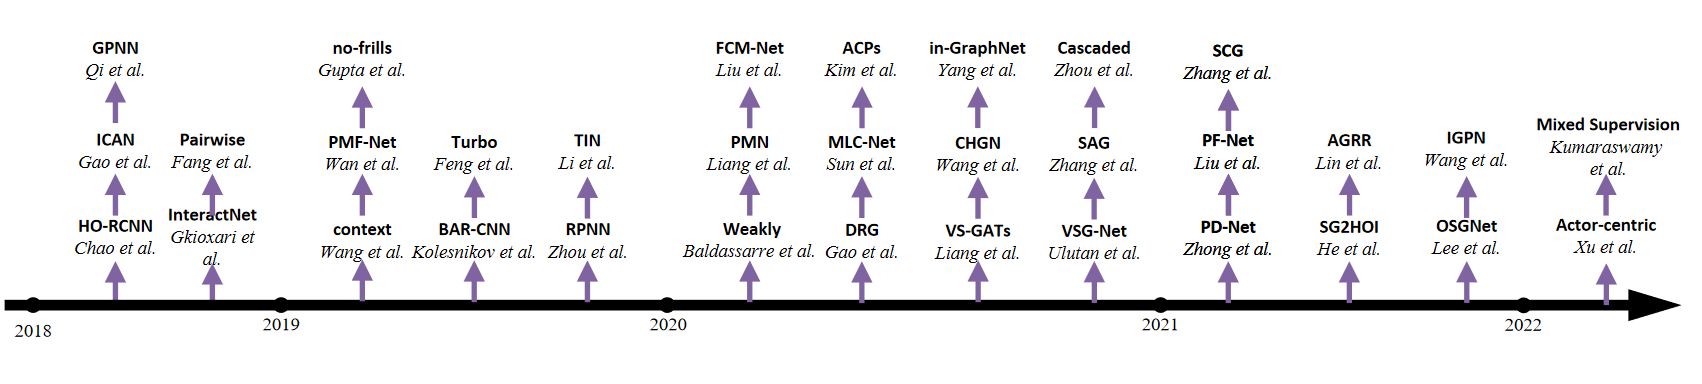 GPNN
Qi et al.
ICAN
Gao et al.
HO-RCNN
Chao et al.
Pairwise
Fang et al.
InteractNet
Gkioxari et
al.
no-frills
Gupta et al.
PMF-Net
Wan et al.
context
Wang et al.
Turbo
Feng et al.
BAR-CNN
Kolesnikov et al.
TIN
Li et al.
RPNN
Zhou et al.
FCM-Net
Liu et al.
PMN
Liang et al.
Weakly
Baldassarre et al.
ACPs
Kim et al.
MLC-Net
Sun et al.
DRG
Gao et al.
in-GraphNet
Yang et al.
CHGN
Wang et al.
VS-GATs
Liang et al.
Cascaded
Zhou et al.
SAG
Zhang et al.
VSG-Net
Ulutan et al.
SCG
Zhang et al.
PF-Net
Liu et al.
PD-Net
Zhong et al.
AGRR
Lin et al.
SG2HOI
He et al.
IGPN
Wang et al.
OSGNet
Lee et al.
Mixed Supervision
Kumaraswamy
et al.
Actor-centric
Xu et al.
2018
2019
2020
2021
2022